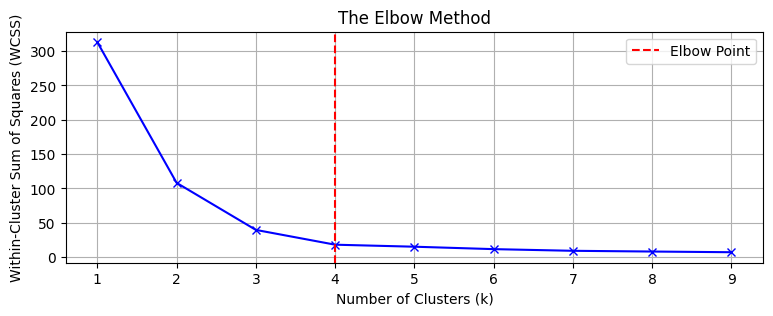 The Elbow Method
Within-Cluster Sum of Squares (WCSS)
300
250
200
150
100
50
0
Elbow Point
1 2 3 4 5 6 7 8 9
Number of Clusters (k)